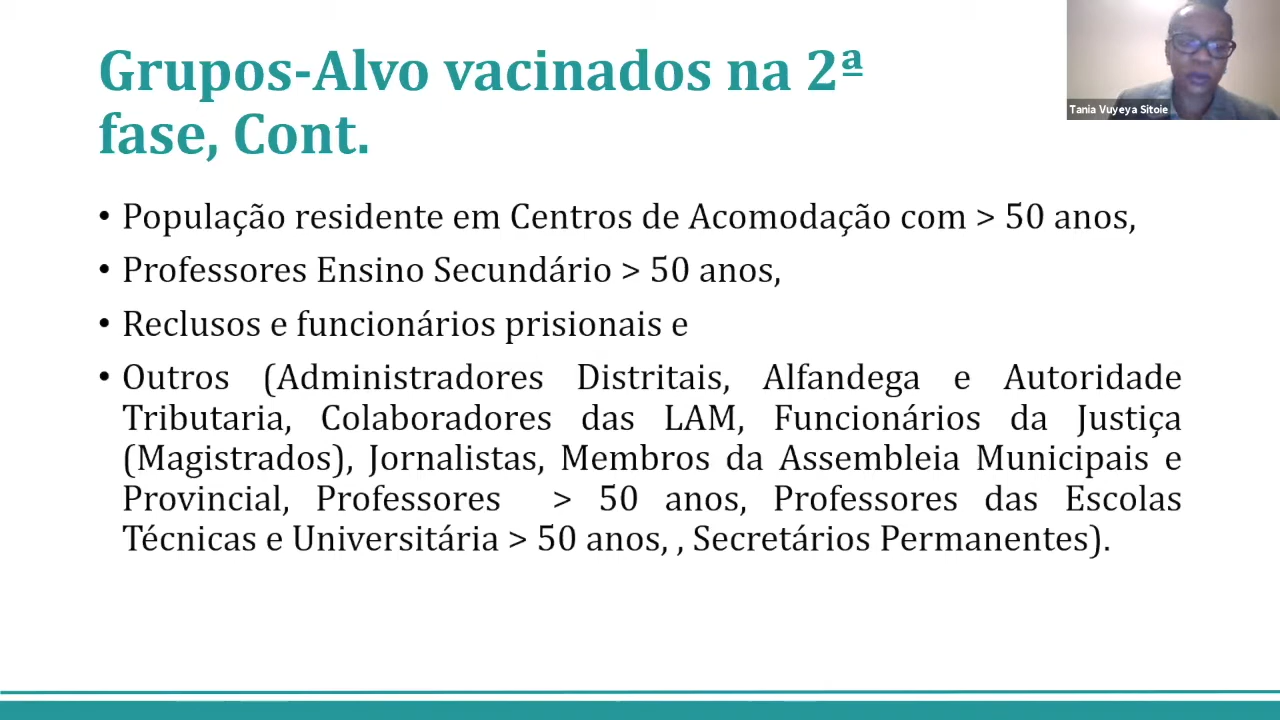 Grupos-Alvo vacinados na 2ª
fase, Cont.
Tania Vuyeya Sitoie
• População residente em Centros de Acomodação com > 50 anos,
• Professores Ensino Secundário > 50 anos,
• Reclusos e funcionários prisionais e
• Outros (Administradores Distritais, Alfandega e Autoridade
Tributaria, Colaboradores das LAM, Funcionários da Justiça
(Magistrados), Jornalistas, Membros da Assembleia Municipais e
Provincial, Professores > 50 anos, Professores das Escolas
Técnicas e Universitária > 50 anos, , Secretários Permanentes).